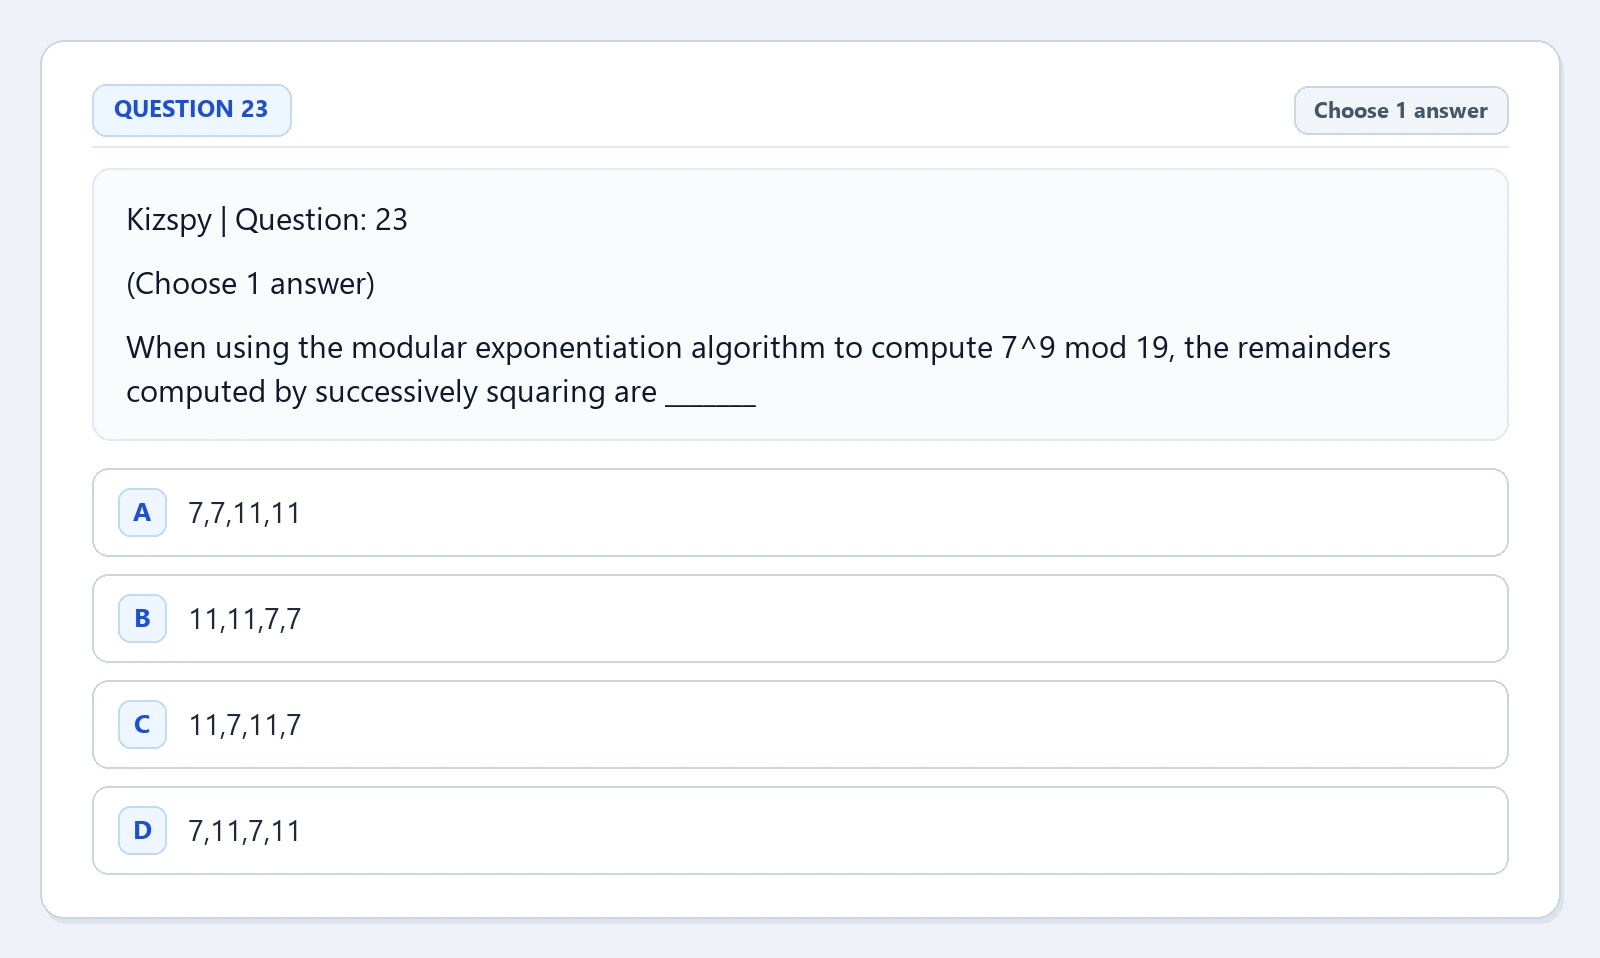 QUESTION 23
Choose 1 answer
Kizspy | Question: 23
(Choose 1 answer)
When using the modular exponentiation algorithm to compute 7^9 mod 19, the remainders
computed by successively squaring are _______
A 7,7,11,11
B 11,11,7,7
C 11,7,11,7
D 7,11,7,11